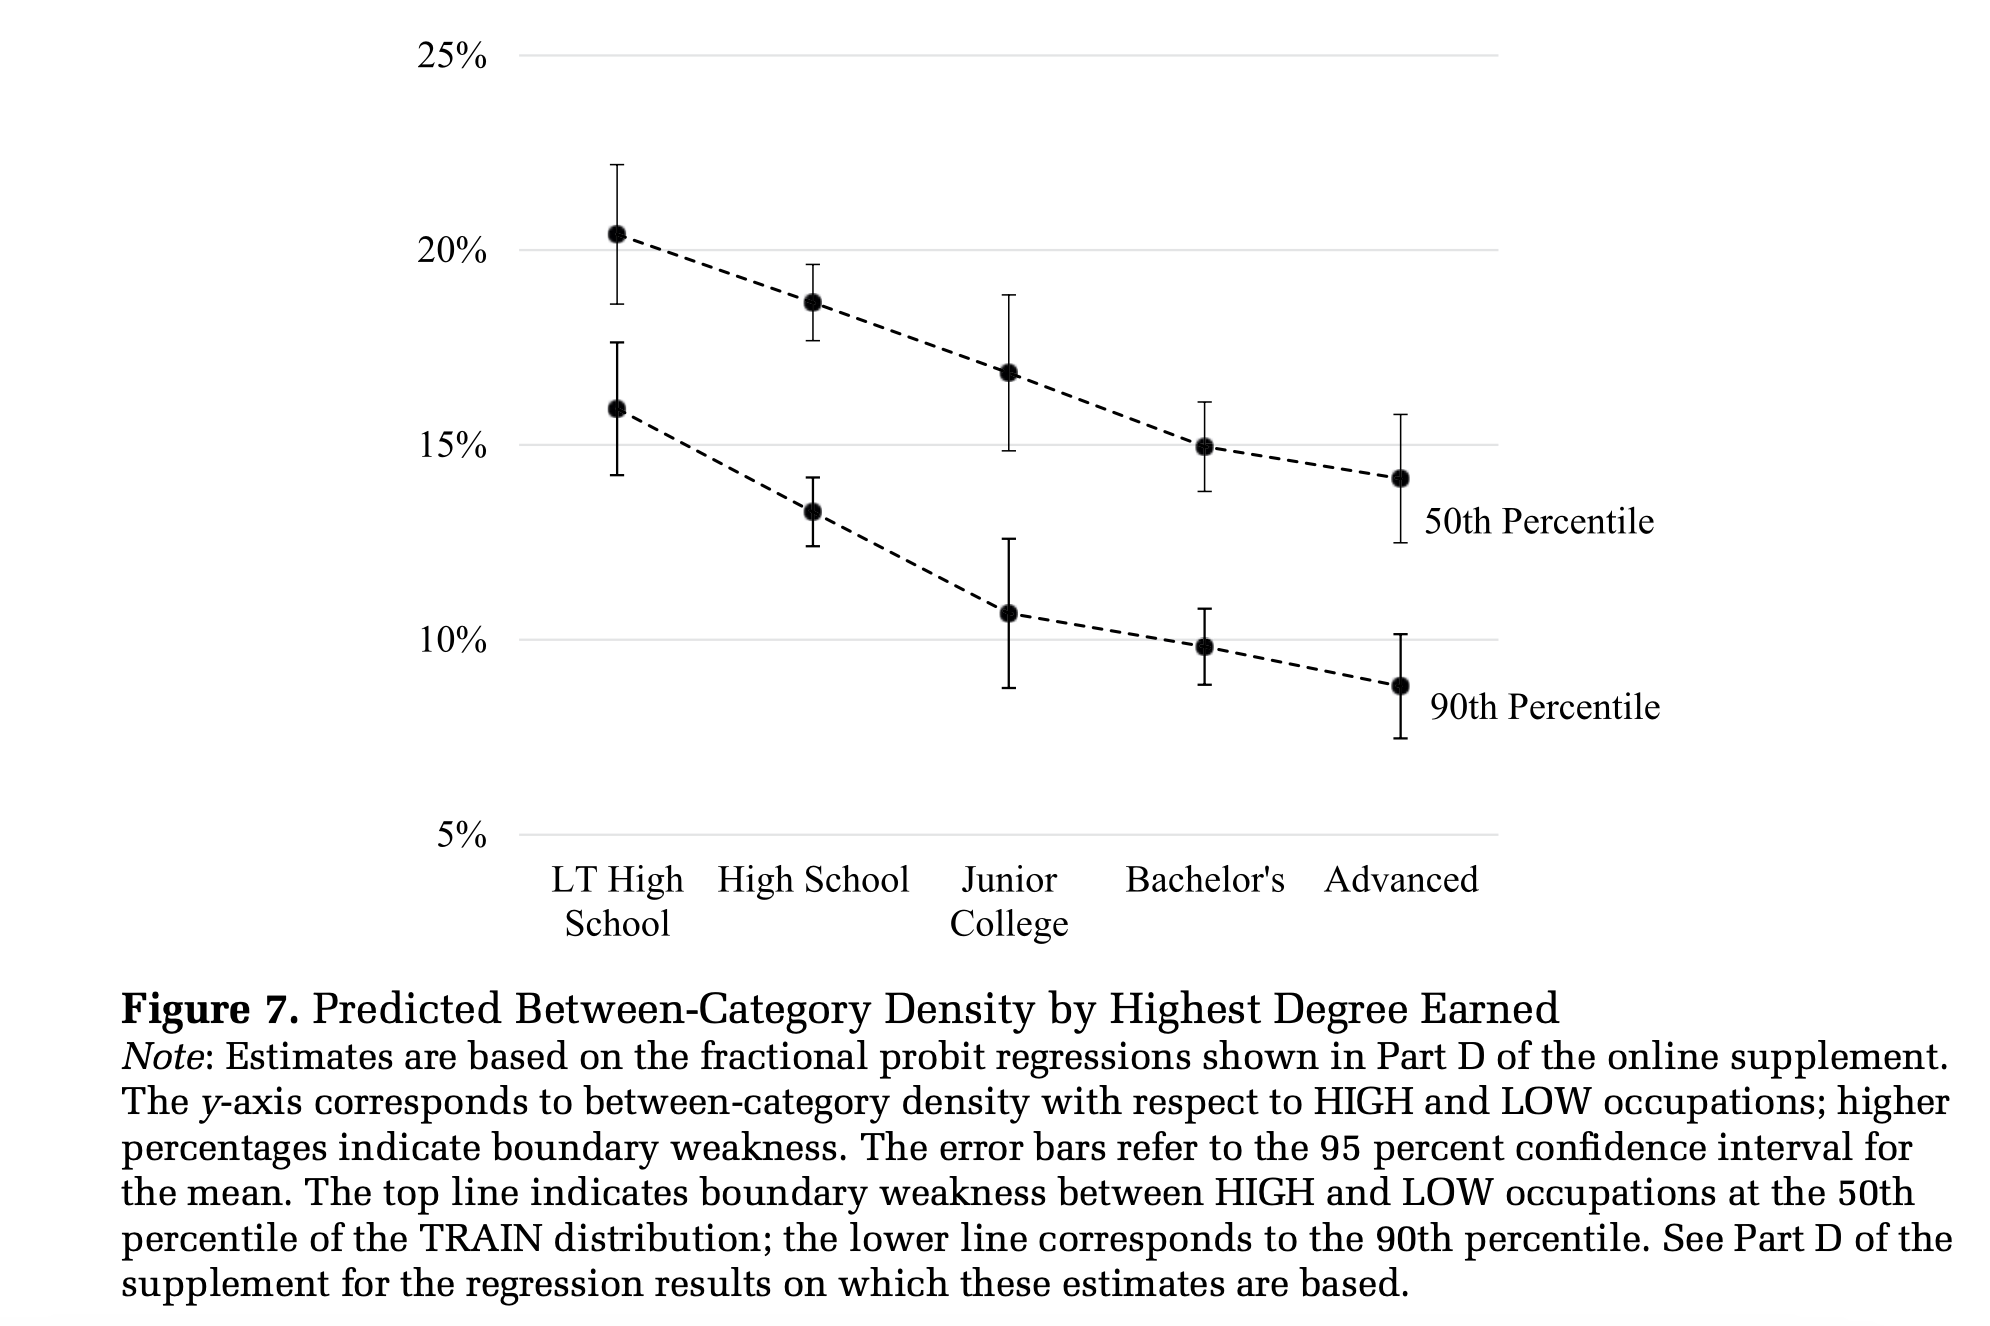 25%
20%
15%
50th Percentile
10%
90th Percentile
5%
LT High School
High School
Junior College
Bachelor's
Advanced
Figure 7. Predicted Between-Category Density by Highest Degree Earned
Note: Estimates are based on the fractional probit regressions shown in Part D of the online supplement.
The y-axis corresponds to between-category density with respect to HIGH and LOW occupations; higher
percentages indicate boundary weakness. The error bars refer to the 95 percent confidence interval for
the mean. The top line indicates boundary weakness between HIGH and LOW occupations at the 50th
percentile of the TRAIN distribution; the lower line corresponds to the 90th percentile. See Part D of the
supplement for the regression results on which these estimates are based.